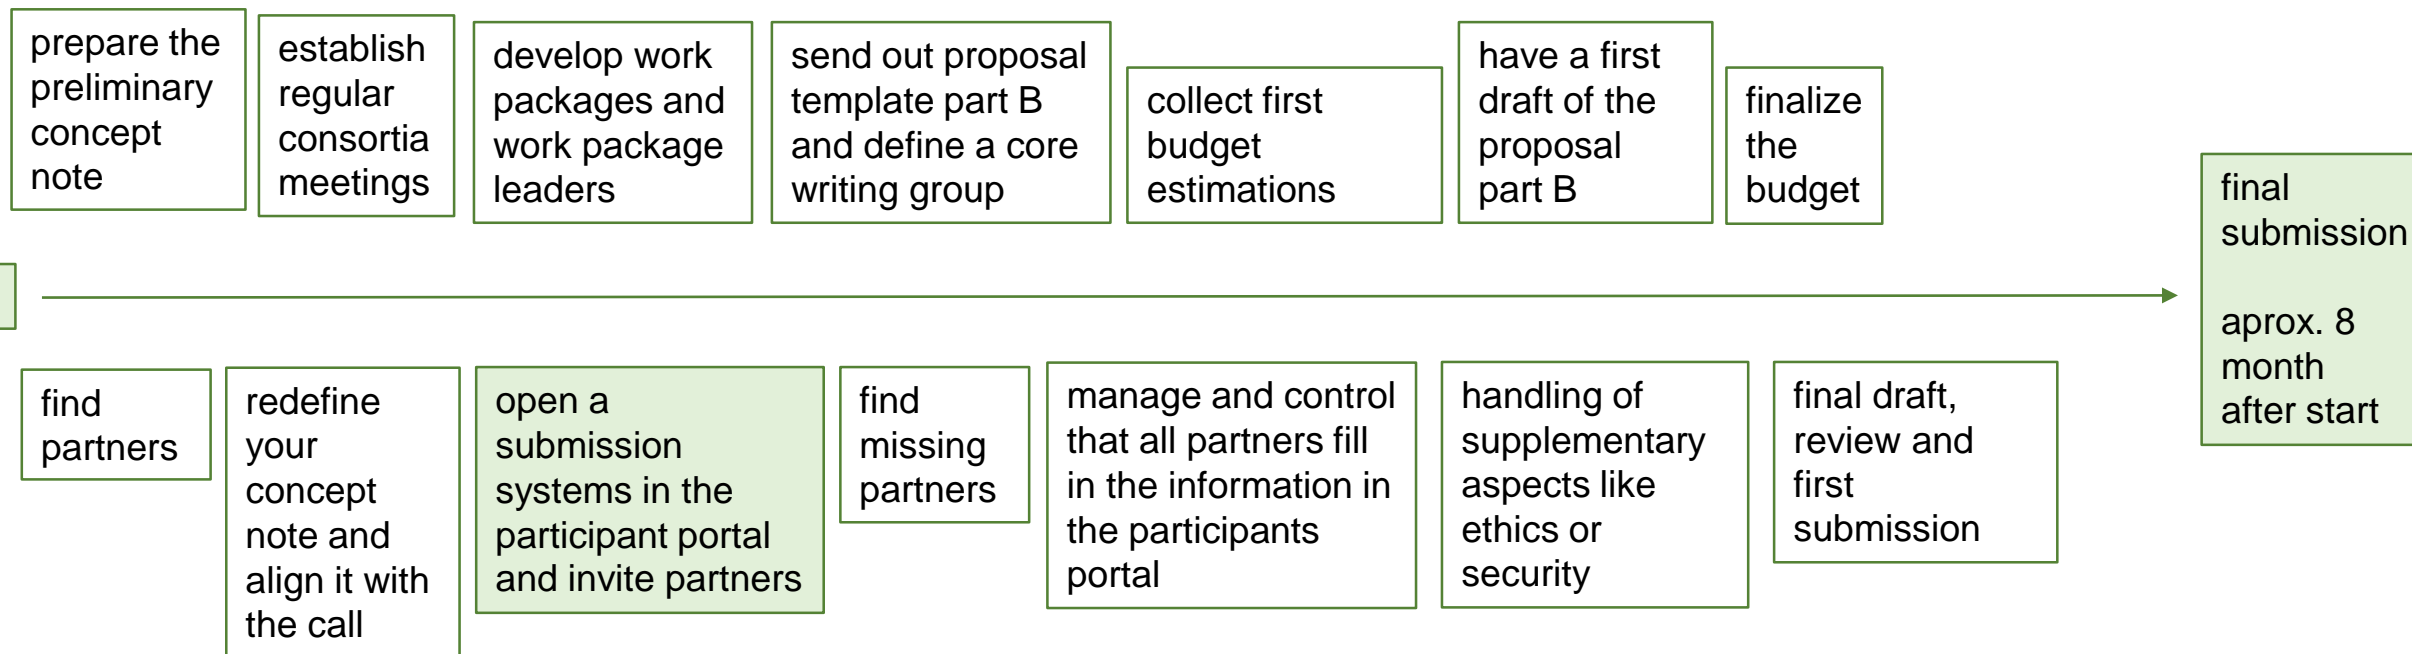 prepare the
preliminary
concept
note
establish
regular
consortia
meetings
develop work
packages and
work package
leaders
send out proposal
template part B
and define a core
writing group
collect first
budget
estimations
have a first
draft of the
proposal
part B
finalize
the
budget
final
submission
aprox. 8
month
after start
find
partners
redefine
your
concept
note and
align it with
the call
open a
submission
systems in the
participant portal
and invite partners
find
missing
partners
manage and control
that all partners fill
in the information in
the participants
portal
handling of
supplementary
aspects like
ethics or
security
final draft,
review and
first
submission